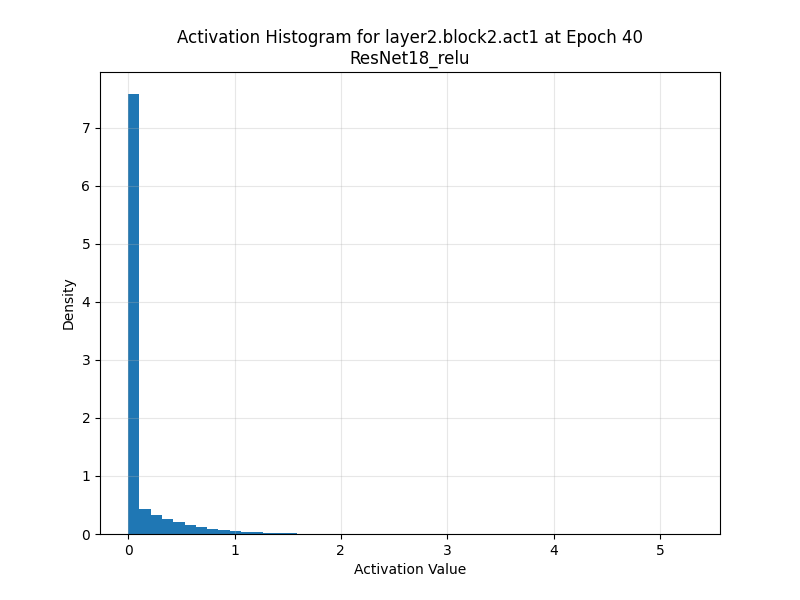 Activation Histogram for layer2.block2.act1 at Epoch 40
ResNet18_relu
7
6
5
4
3
2
1
0
Density
0 1 2 3 4 5
Activation Value